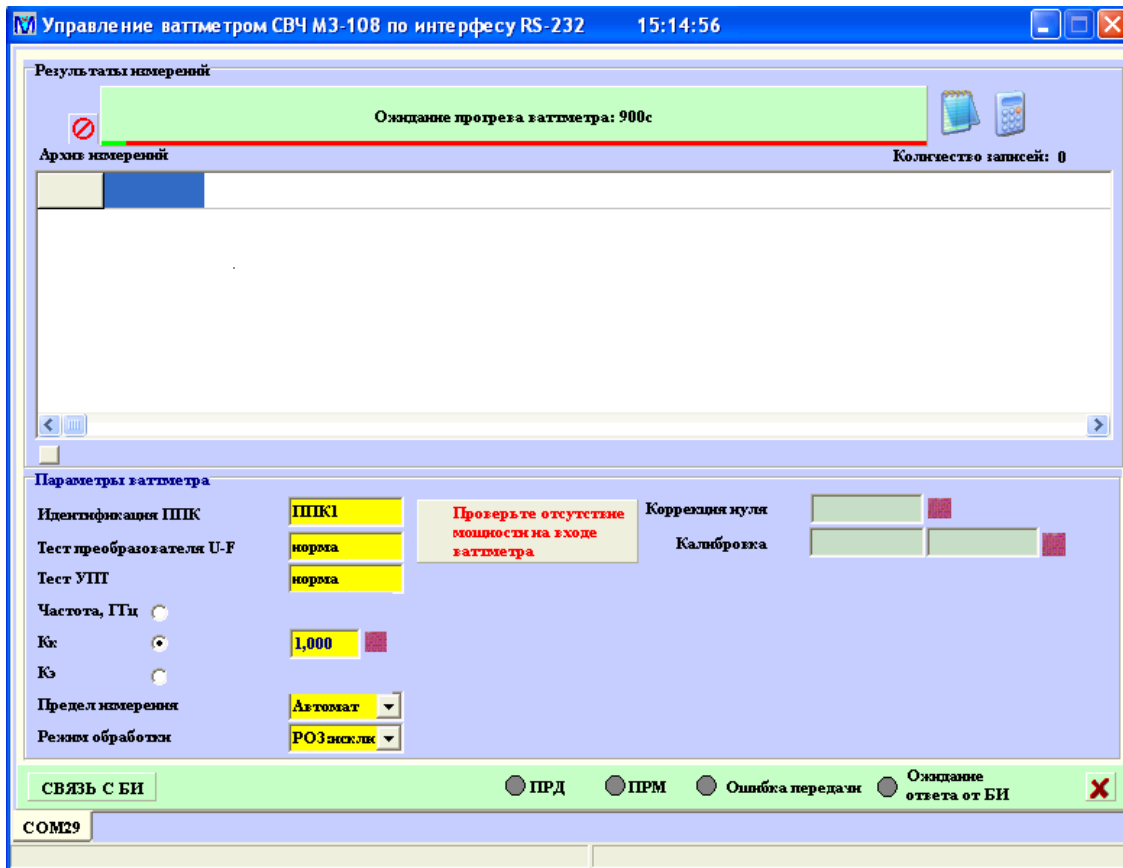 Управление ваттметром СВЧ М3-108 по интерфесу RS-232 15:14:56
Результаты измерений
Ожидание прогрева ваттметра: 900с
Архив измерений
Количество записей: 0
Параметры ваттметра
Идентификация ППК ППК1
Проверьте отсутствие
мощности на входе
ваттметра
Коррекция нуля
Калибровка
Тест преобразователя U-F норма
Тест УПТ норма
Частота, ГГц
Кк 1,000
Кэ
Предел измерения Автомат
Режим обработки РОЗ:исклю
СВЯЗЬ С БИ
ПРД
ПРМ
Ошибка передачи
Ожидание
ответа от БИ
COM29